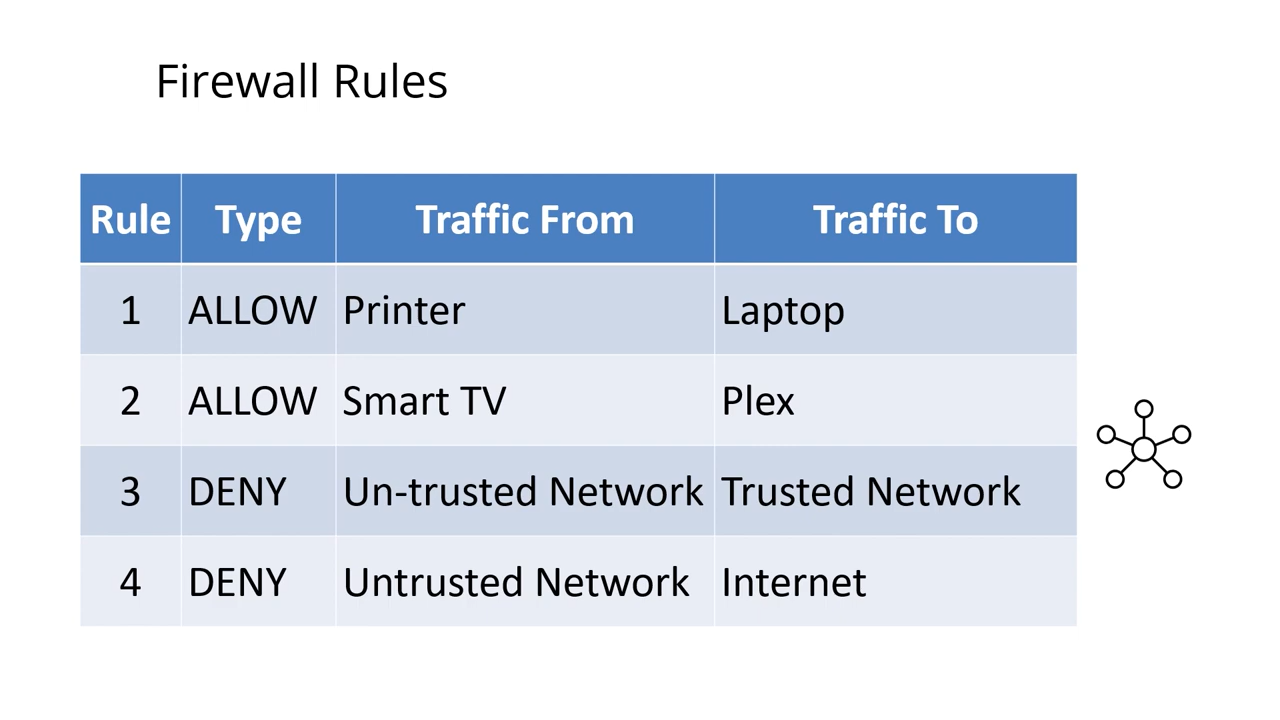 Firewall Rules
Rule Type Traffic From Traffic To
1 ALLOW Printer Laptop
2 ALLOW Smart TV Plex
3 DENY Un-trusted Network Trusted Network
4 DENY Untrusted Network Internet